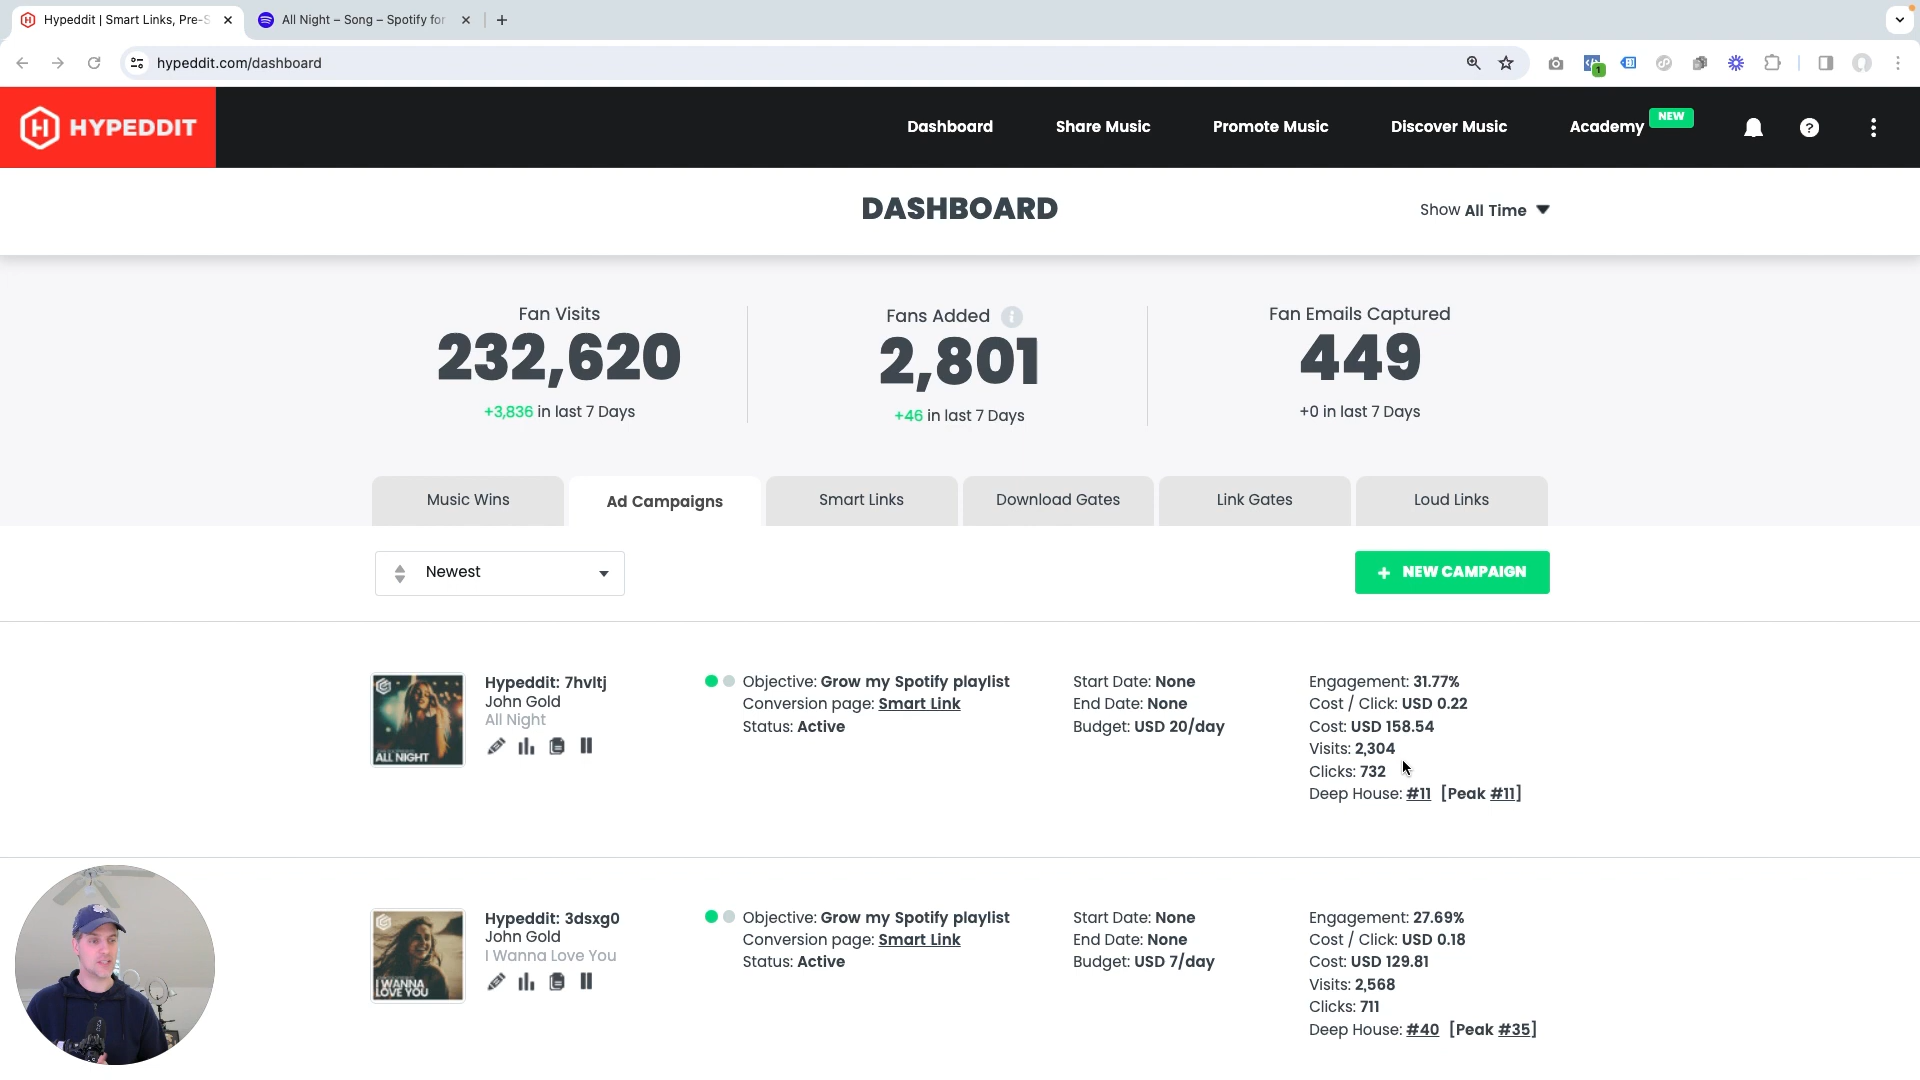 Hypeddit | Smart Links, Pre-S
All Night – Song – Spotify for
hypeddit.com/dashboard
1
HYPEDDIT
Dashboard
Share Music
Promote Music
Discover Music
Academy
NEW
?
DASHBOARD
Show All Time
Fan Visits
232,620
+3,836 in last 7 Days
Fans Added i
2,801
+46 in last 7 Days
Fan Emails Captured
449
+0 in last 7 Days
Music Wins
Ad Campaigns
Smart Links
Download Gates
Link Gates
Loud Links
Newest
+ NEW CAMPAIGN
ALL NIGHT
Hypeddit: 7hvltj
John Gold
All Night
Objective: Grow my Spotify playlist
Conversion page: Smart Link
Status: Active
Start Date: None
End Date: None
Budget: USD 20/day
Engagement: 31.77%
Cost / Click: USD 0.22
Cost: USD 158.54
Visits: 2,304
Clicks: 732
Deep House: #11 [Peak #11]
I WANNA
LOVE YOU
Hypeddit: 3dsxg0
John Gold
I Wanna Love You
Objective: Grow my Spotify playlist
Conversion page: Smart Link
Status: Active
Start Date: None
End Date: None
Budget: USD 7/day
Engagement: 27.69%
Cost / Click: USD 0.18
Cost: USD 129.81
Visits: 2,568
Clicks: 711
Deep House: #40 [Peak #35]